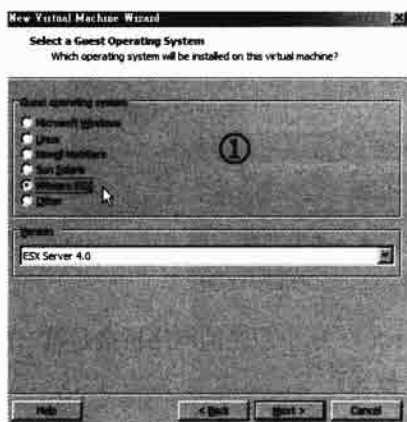 New Virtual Machine Wizard
Select a Guest Operating System
Which operating system will be installed on this virtual machine?
Guest operating system
Microsoft Windows
Linux
Novell NetWare
Sun Solaris
VMware ESX
Other
①
Version
ESX Server 4.0
Help
< Back
Next >
Cancel